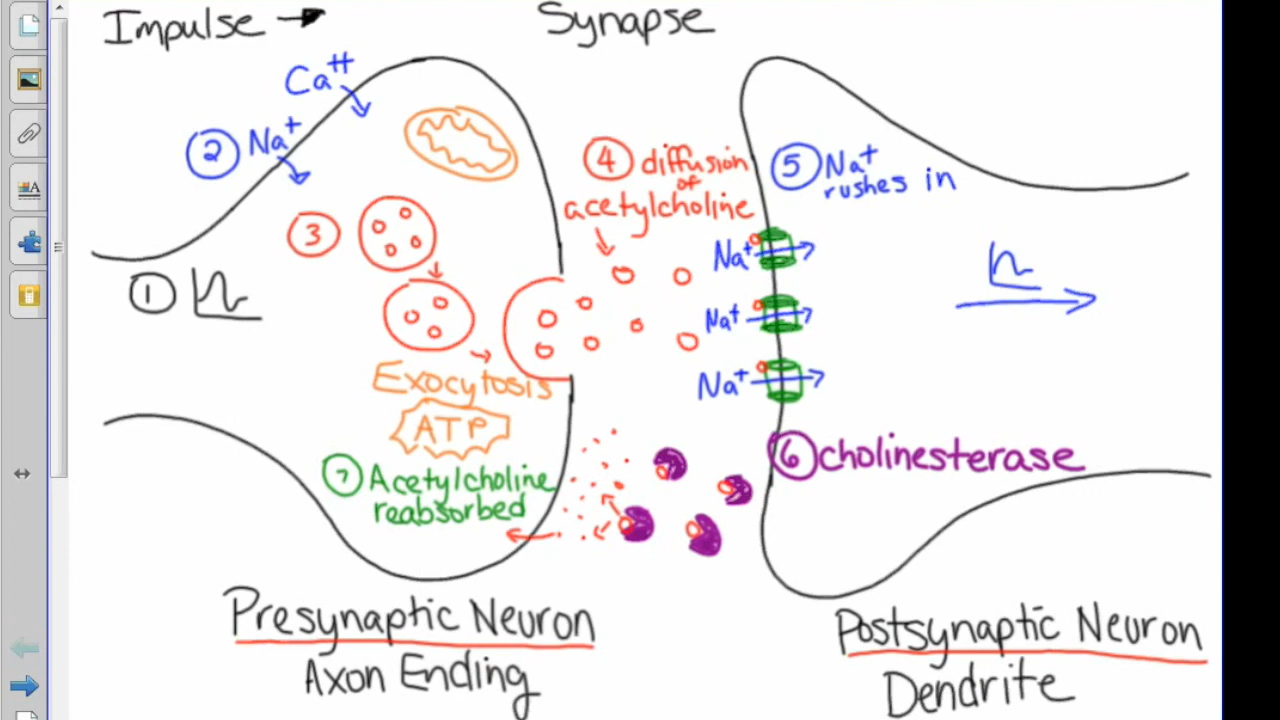 Impulse →
Synapse
Ca++
② Na+
③
①
④ diffusion
of
acetylcholine
⑤ Na+
rushes in
Na+
Na+
Na+
Exocytosis
ATP
⑥ cholinesterase
⑦ Acetylcholine
reabsorbed
Presynaptic Neuron
Axon Ending
Postsynaptic Neuron
Dendrite